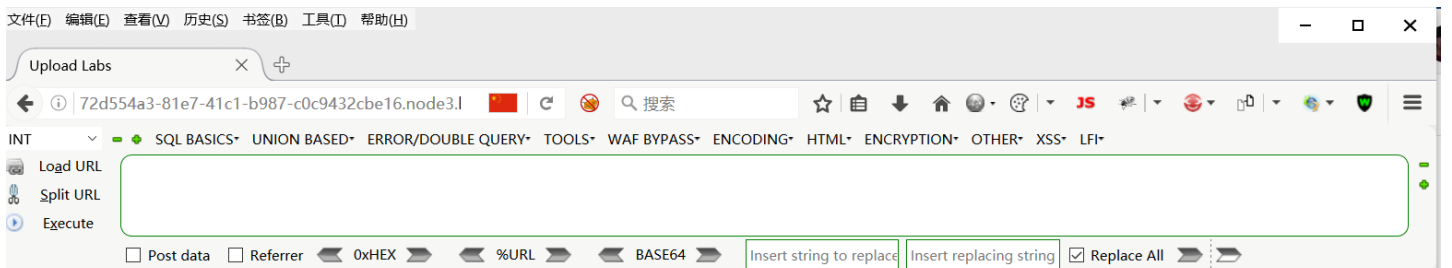 文件(F) 编辑(E) 查看(V) 历史(S) 书签(B) 工具(T) 帮助(H)
Upload Labs
72d554a3-81e7-41c1-b987-c0c9432cbe16.node3.l 搜索 JS
INT SQL BASICS UNION BASED ERROR/DOUBLE QUERY TOOLS WAF BYPASS ENCODING HTML ENCRYPTION OTHER XSS LFI
Load URL
Split URL
Execute
Post data Referrer 0xHEX %URL BASE64 Insert string to replace Insert replacing string Replace All